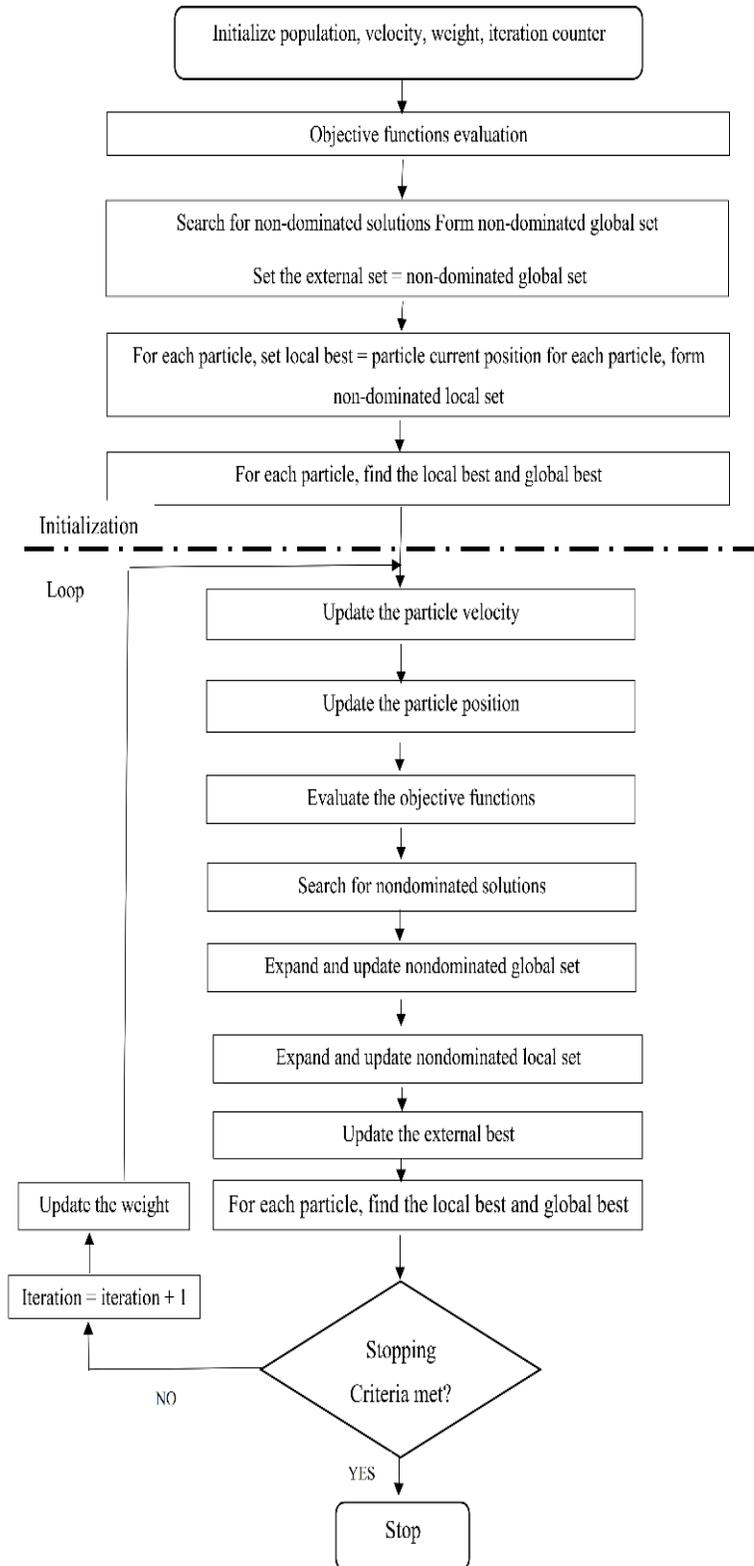 Initialize population, velocity, weight, iteration counter
Objective functions evaluation
Search for non-dominated solutions Form non-dominated global set
Set the external set = non-dominated global set
For each particle, set local best = particle current position for each particle, form
non-dominated local set
For each particle, find the local best and global best
Initialization
Loop
Update the particle velocity
Update the particle position
Evaluate the objective functions
Search for nondominated solutions
Expand and update nondominated global set
Expand and update nondominated local set
Update the external best
For each particle, find the local best and global best
Update the weight
Iteration = iteration + 1
Stopping
Criteria met?
NO
YES
Stop